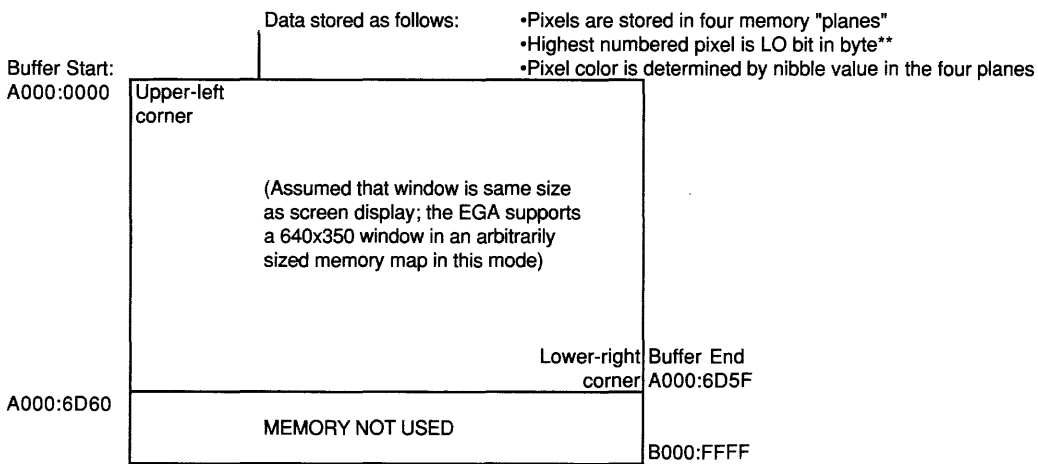 Data stored as follows:
•Pixels are stored in four memory "planes"
•Highest numbered pixel is LO bit in byte**
•Pixel color is determined by nibble value in the four planes
Buffer Start:
A000:0000
Upper-left
corner
(Assumed that window is same size
as screen display; the EGA supports
a 640x350 window in an arbitrarily
sized memory map in this mode)
Lower-right
corner
Buffer End
A000:6D5F
A000:6D60
MEMORY NOT USED
B000:FFFF